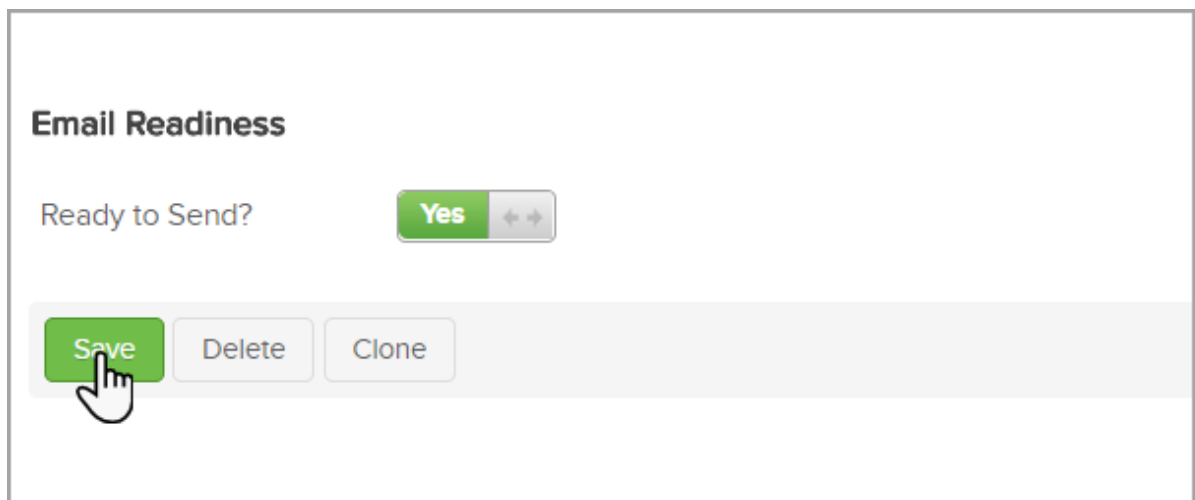 Email Readiness
Ready to Send? Yes
Save Delete Clone